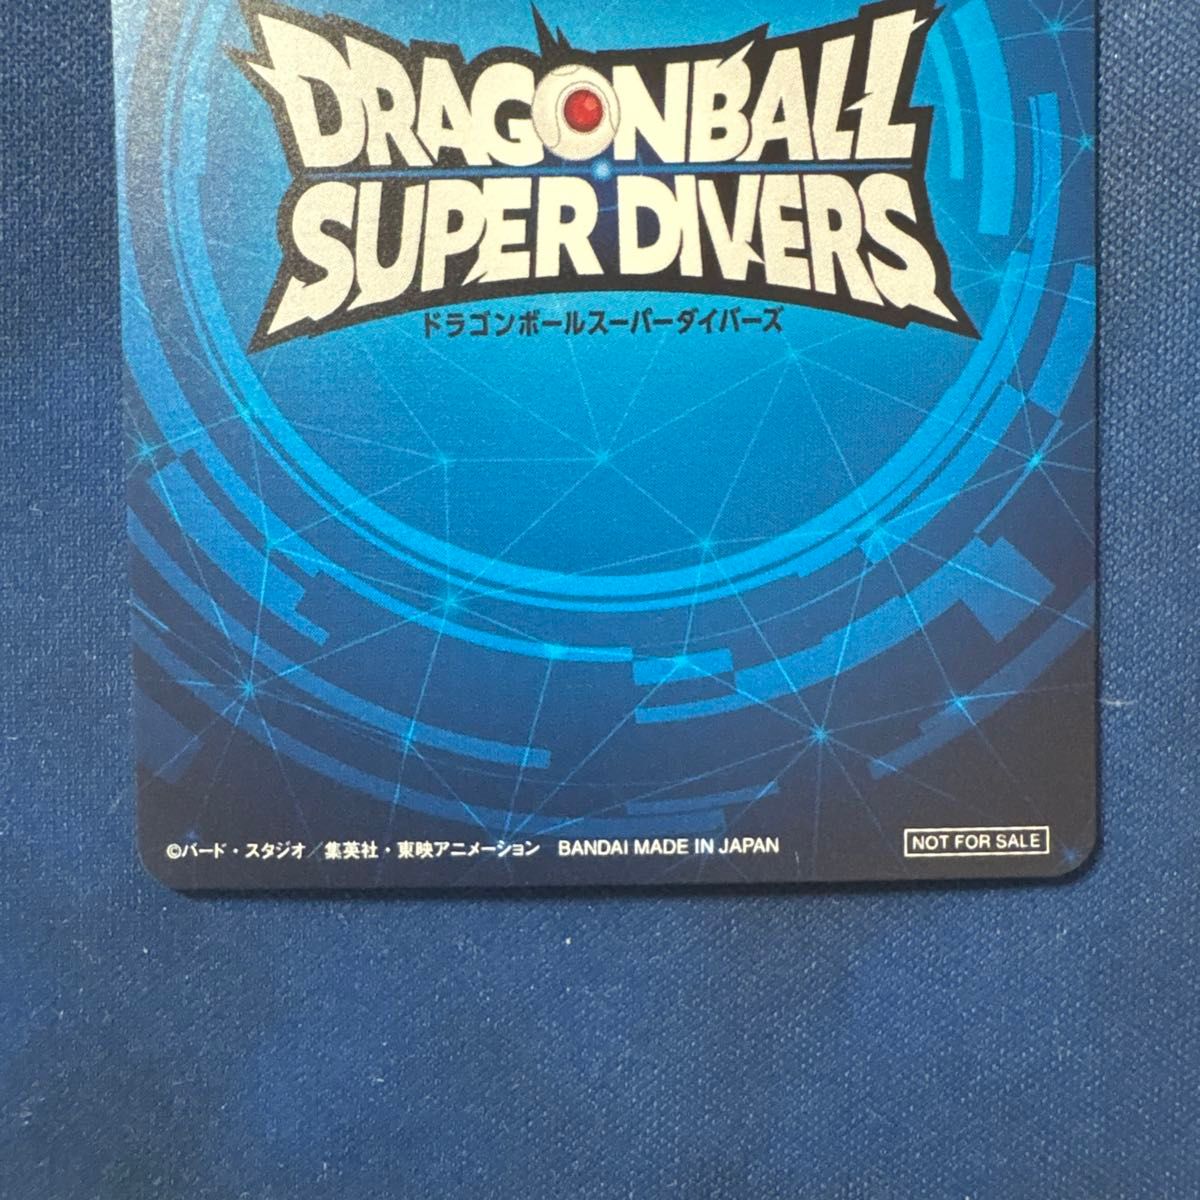 DRAGONBALL
SUPER DIVERS
ドラゴンボールスーパーダイバーズ
©バード・スタジオ／集英社・東映アニメーション BANDAI MADE IN JAPAN
NOT FOR SALE